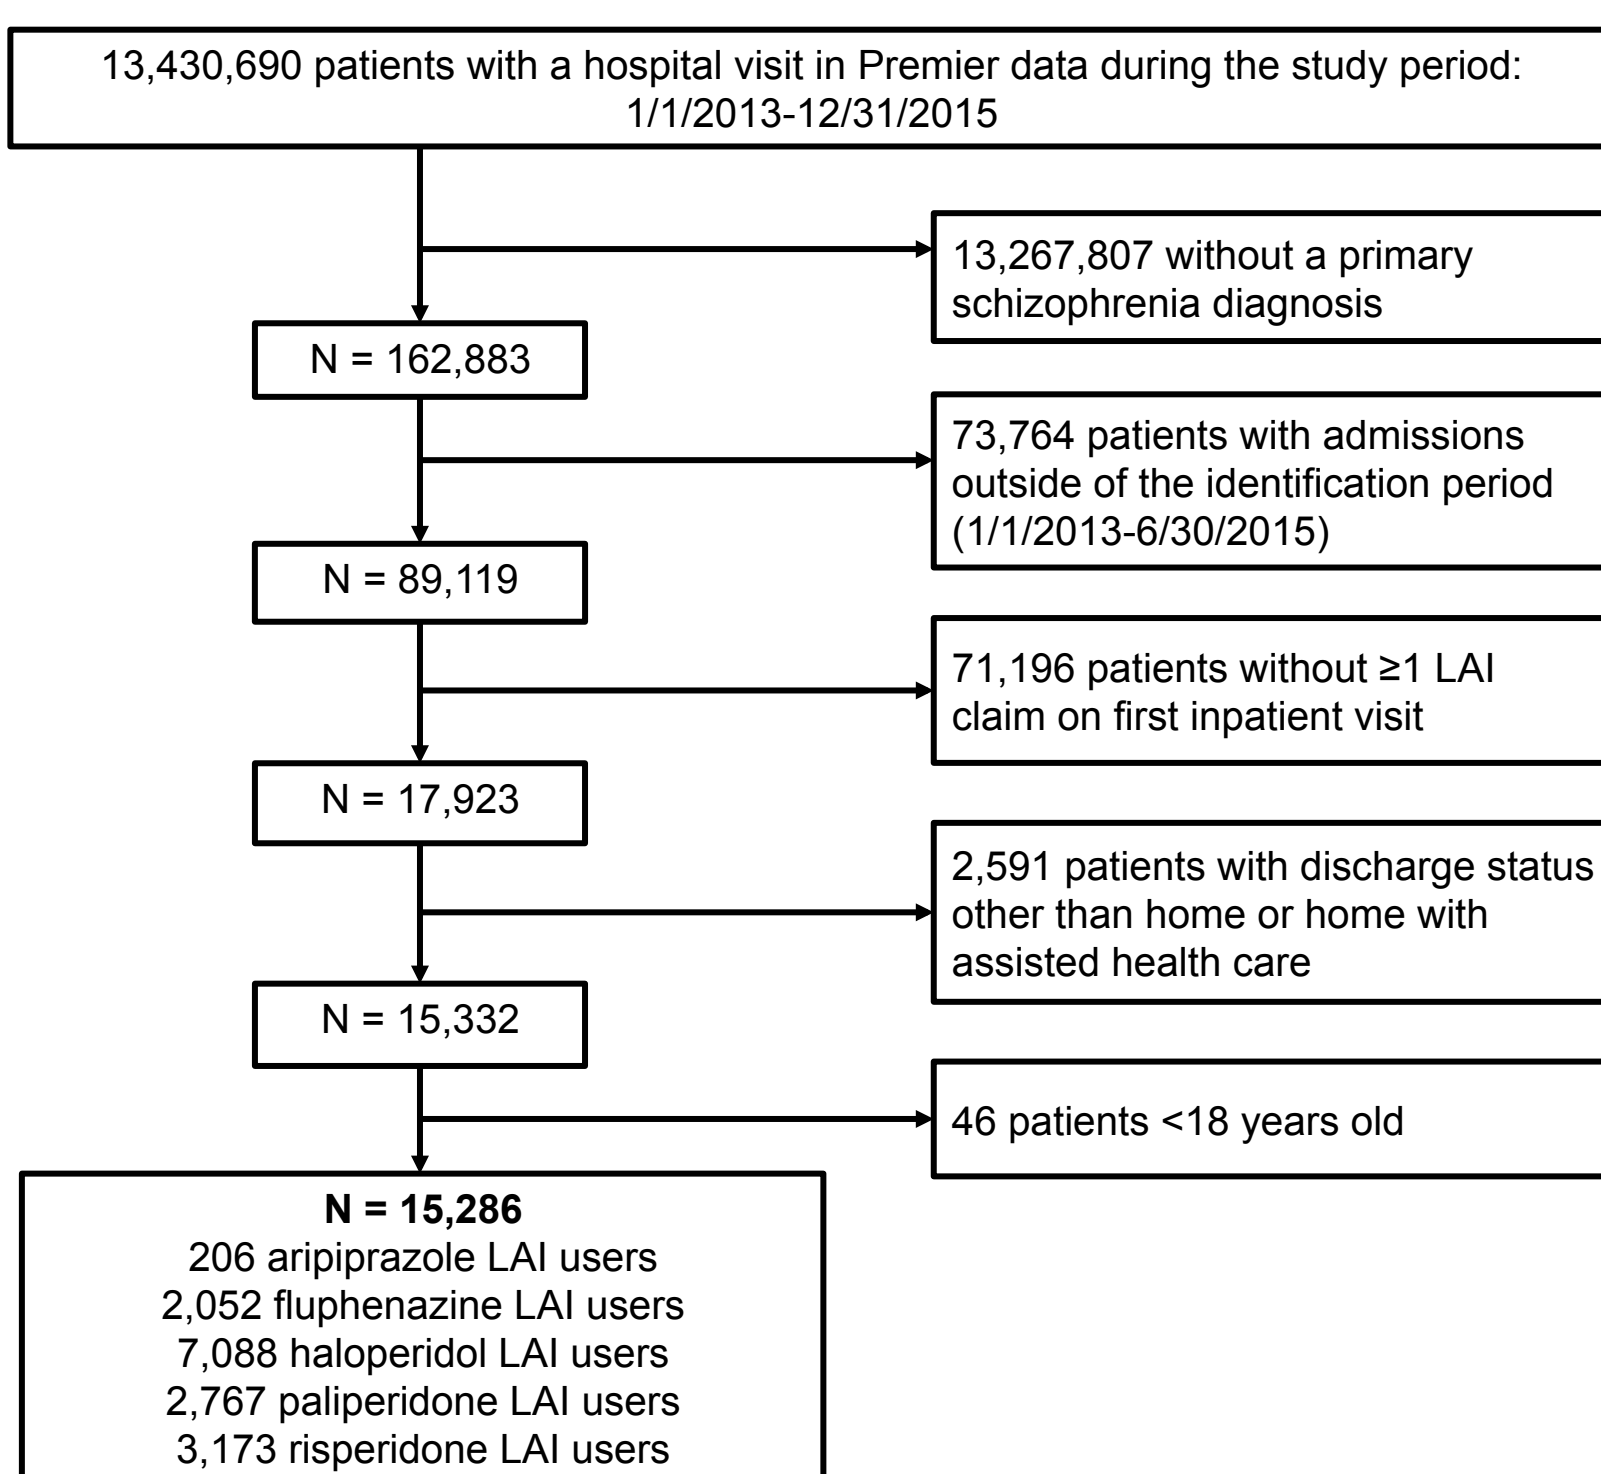 13,430,690 patients with a hospital visit in Premier data during the study period:
1/1/2013-12/31/2015
13,267,807 without a primary
schizophrenia diagnosis
N = 162,883
73,764 patients with admissions
outside of the identification period
(1/1/2013-6/30/2015)
N = 89,119
71,196 patients without ≥1 LAI
claim on first inpatient visit
N = 17,923
2,591 patients with discharge status
other than home or home with
assisted health care
N = 15,332
46 patients <18 years old
N = 15,286
206 aripiprazole LAI users
2,052 fluphenazine LAI users
7,088 haloperidol LAI users
2,767 paliperidone LAI users
3,173 risperidone LAI users